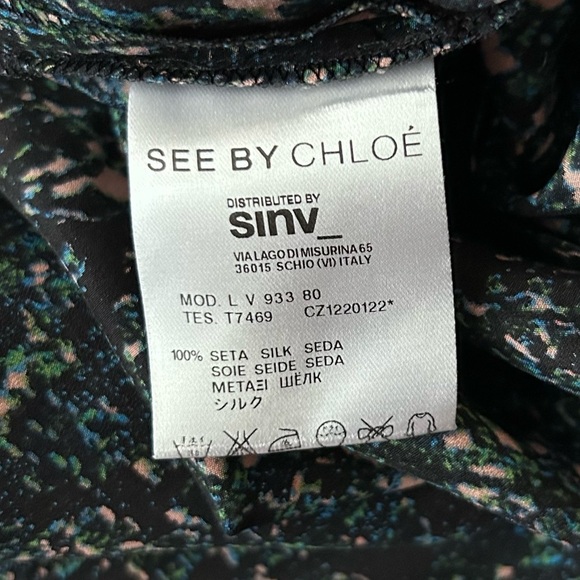 SEE BY CHLOÉ
DISTRIBUTED BY
sinv_
VIA LAGO DI MISURINA 65
36015 SCHIO (VI) ITALY
MOD. L V 933 80
TES. T7469 CZ1220122*
100% SETA SILK SEDA
SOIE SEIDE SEDA
ΜΕΤΑΞΙ ШЁЛК
シルク